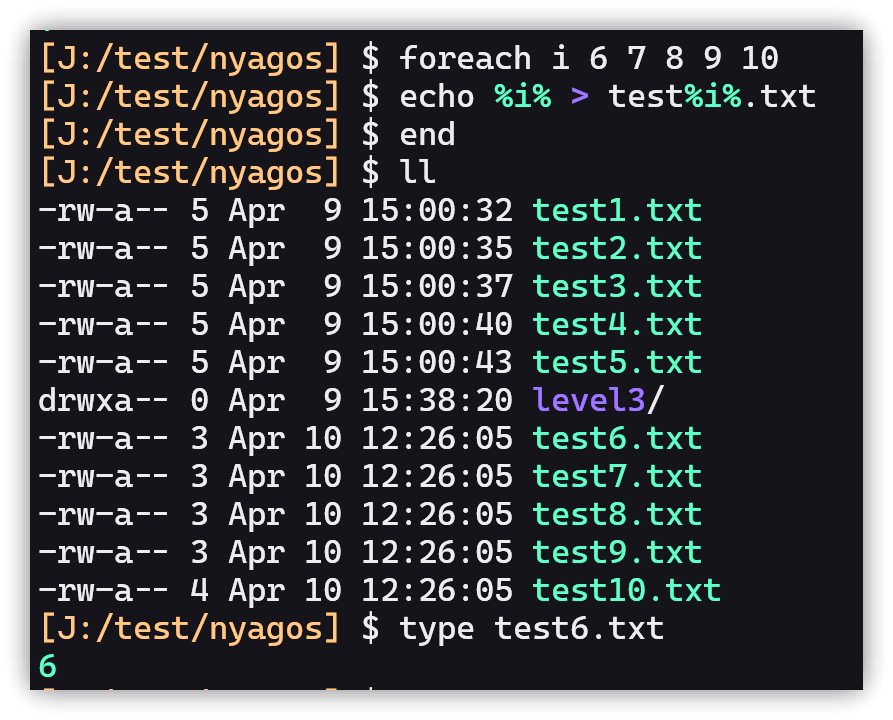 [J:/test/nyagos] $ foreach i 6 7 8 9 10
[J:/test/nyagos] $ echo %i% > test%i%.txt
[J:/test/nyagos] $ end
[J:/test/nyagos] $ ll
-rw-a-- 5 Apr  9 15:00:32 test1.txt
-rw-a-- 5 Apr  9 15:00:35 test2.txt
-rw-a-- 5 Apr  9 15:00:37 test3.txt
-rw-a-- 5 Apr  9 15:00:40 test4.txt
-rw-a-- 5 Apr  9 15:00:43 test5.txt
drwxa-- 0 Apr  9 15:38:20 level3/
-rw-a-- 3 Apr 10 12:26:05 test6.txt
-rw-a-- 3 Apr 10 12:26:05 test7.txt
-rw-a-- 3 Apr 10 12:26:05 test8.txt
-rw-a-- 3 Apr 10 12:26:05 test9.txt
-rw-a-- 4 Apr 10 12:26:05 test10.txt
[J:/test/nyagos] $ type test6.txt
6